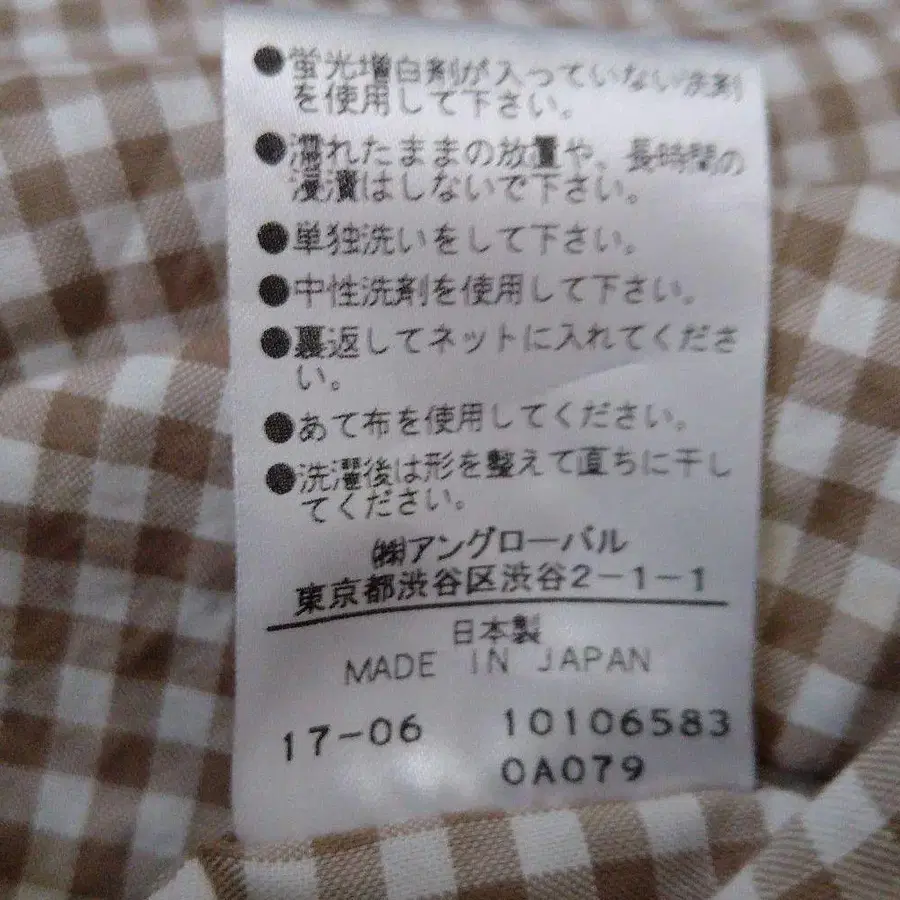 ●蛍光増白剤が入っていない洗剤
を使用して下さい。
●濡れたままの放置や、長時間の
浸漬はしないで下さい。
●単独洗いをして下さい。
●中性洗剤を使用して下さい。
●裏返してネットに入れてくださ
い。
●あて布を使用してください。
●洗濯後は形を整えて直ちに干し
てください。
㈱アングローバル
東京都渋谷区渋谷2-1-1
日本製
MADE IN JAPAN
17-06 101065830
0A079